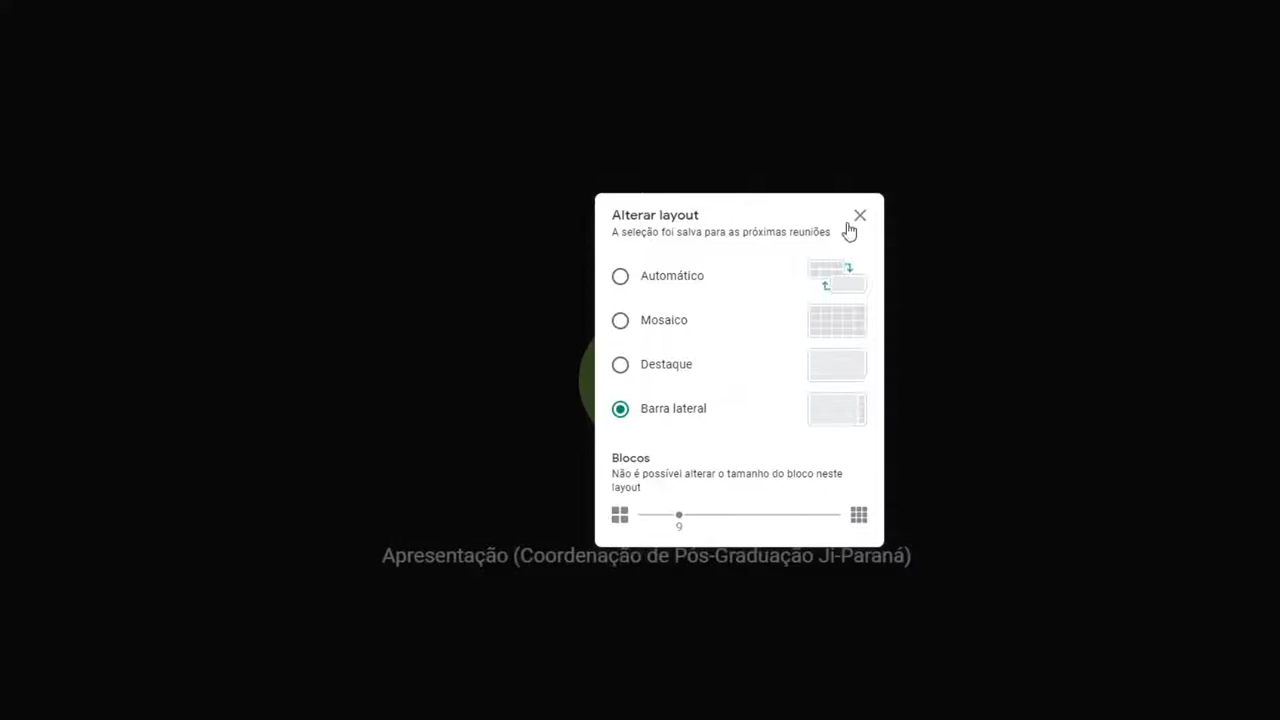 Alterar layout
A seleção foi salva para as próximas reuniões
Automático
Mosaico
Destaque
Barra lateral
Blocos
Não é possível alterar o tamanho do bloco neste
layout
9
Apresentação (Coordenação de Pós-Graduação Ji-Paraná)